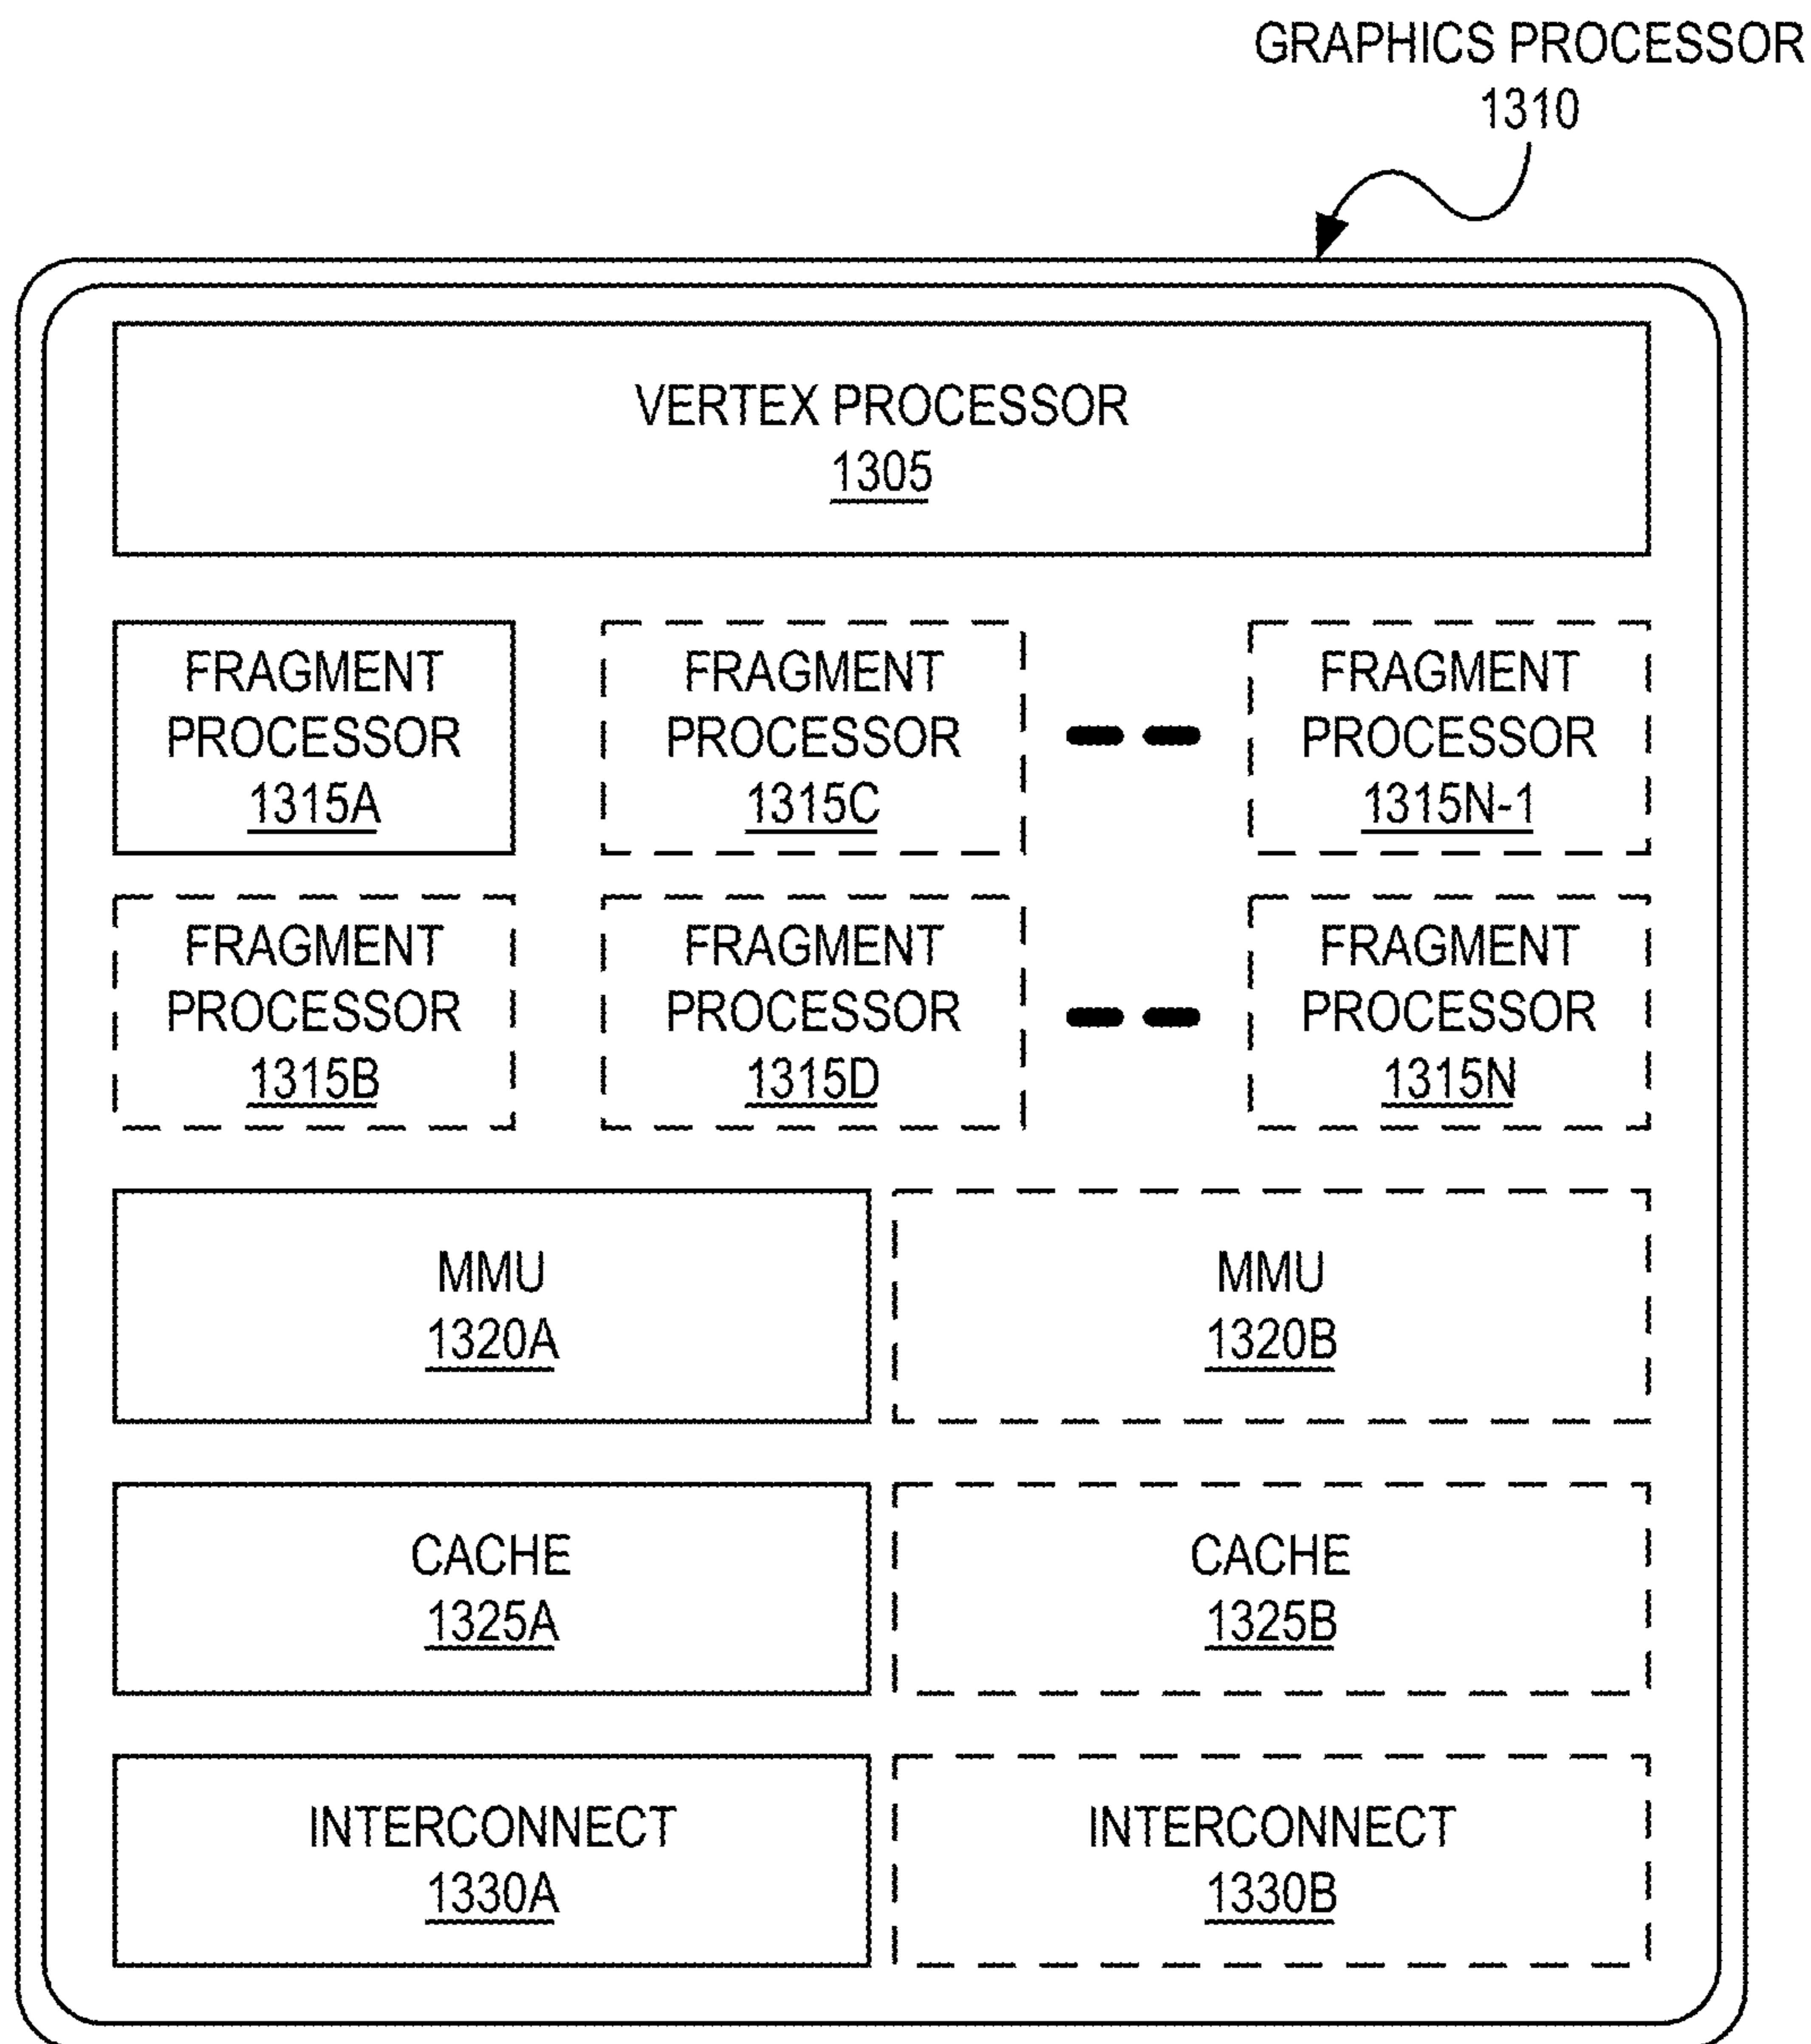 GRAPHICS PROCESSOR
1310
VERTEX PROCESSOR
1305
FRAGMENT
PROCESSOR
1315A
FRAGMENT
PROCESSOR
1315C
FRAGMENT
PROCESSOR
1315N-1
FRAGMENT
PROCESSOR
1315B
FRAGMENT
PROCESSOR
1315D
FRAGMENT
PROCESSOR
1315N
MMU
1320A
MMU
1320B
CACHE
1325A
CACHE
1325B
INTERCONNECT
1330A
INTERCONNECT
1330B